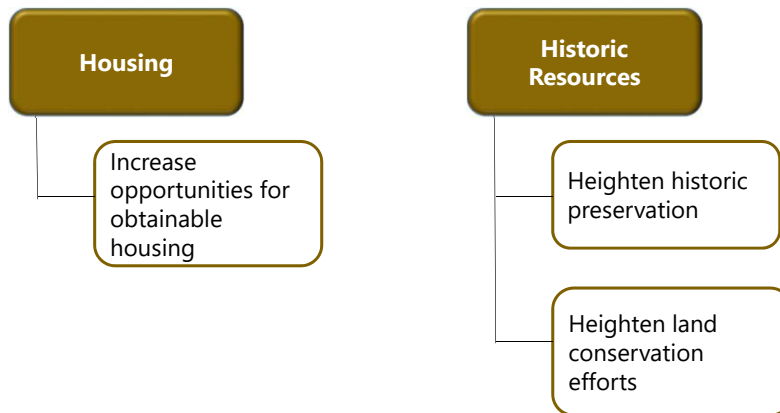 Housing
Increase
opportunities for
obtainable
housing
Historic
Resources
Heighten historic
preservation
Heighten land
conservation
efforts